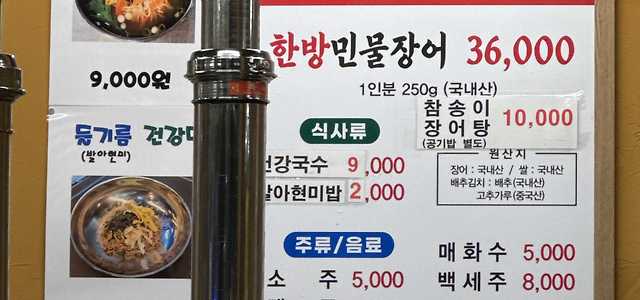 9,000원
들기름 건강
(발아현미)
한방민물장어 36,000
1인분 250g (국내산)
참송이
장어탕 10,000
(공기밥 별도)
식사류
건강국수 9,000
발아현미밥 2,000
원산지
장어 : 국내산 / 쌀 : 국내산
배추김치 : 배추(국내산)
고추가루(중국산)
주류/음료
소주 5,000
매화수 5,000
백세주 8,000